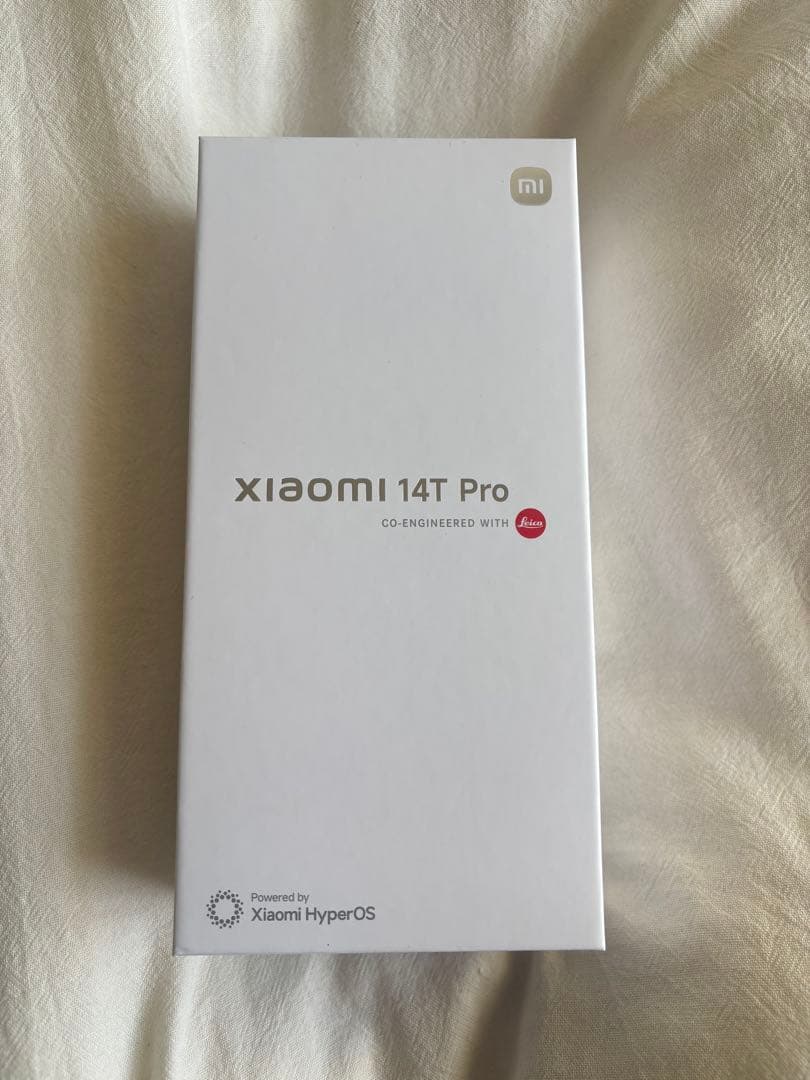 mi
xiaomi 14T Pro
CO-ENGINEERED WITH Leica
Powered by
Xiaomi HyperOS